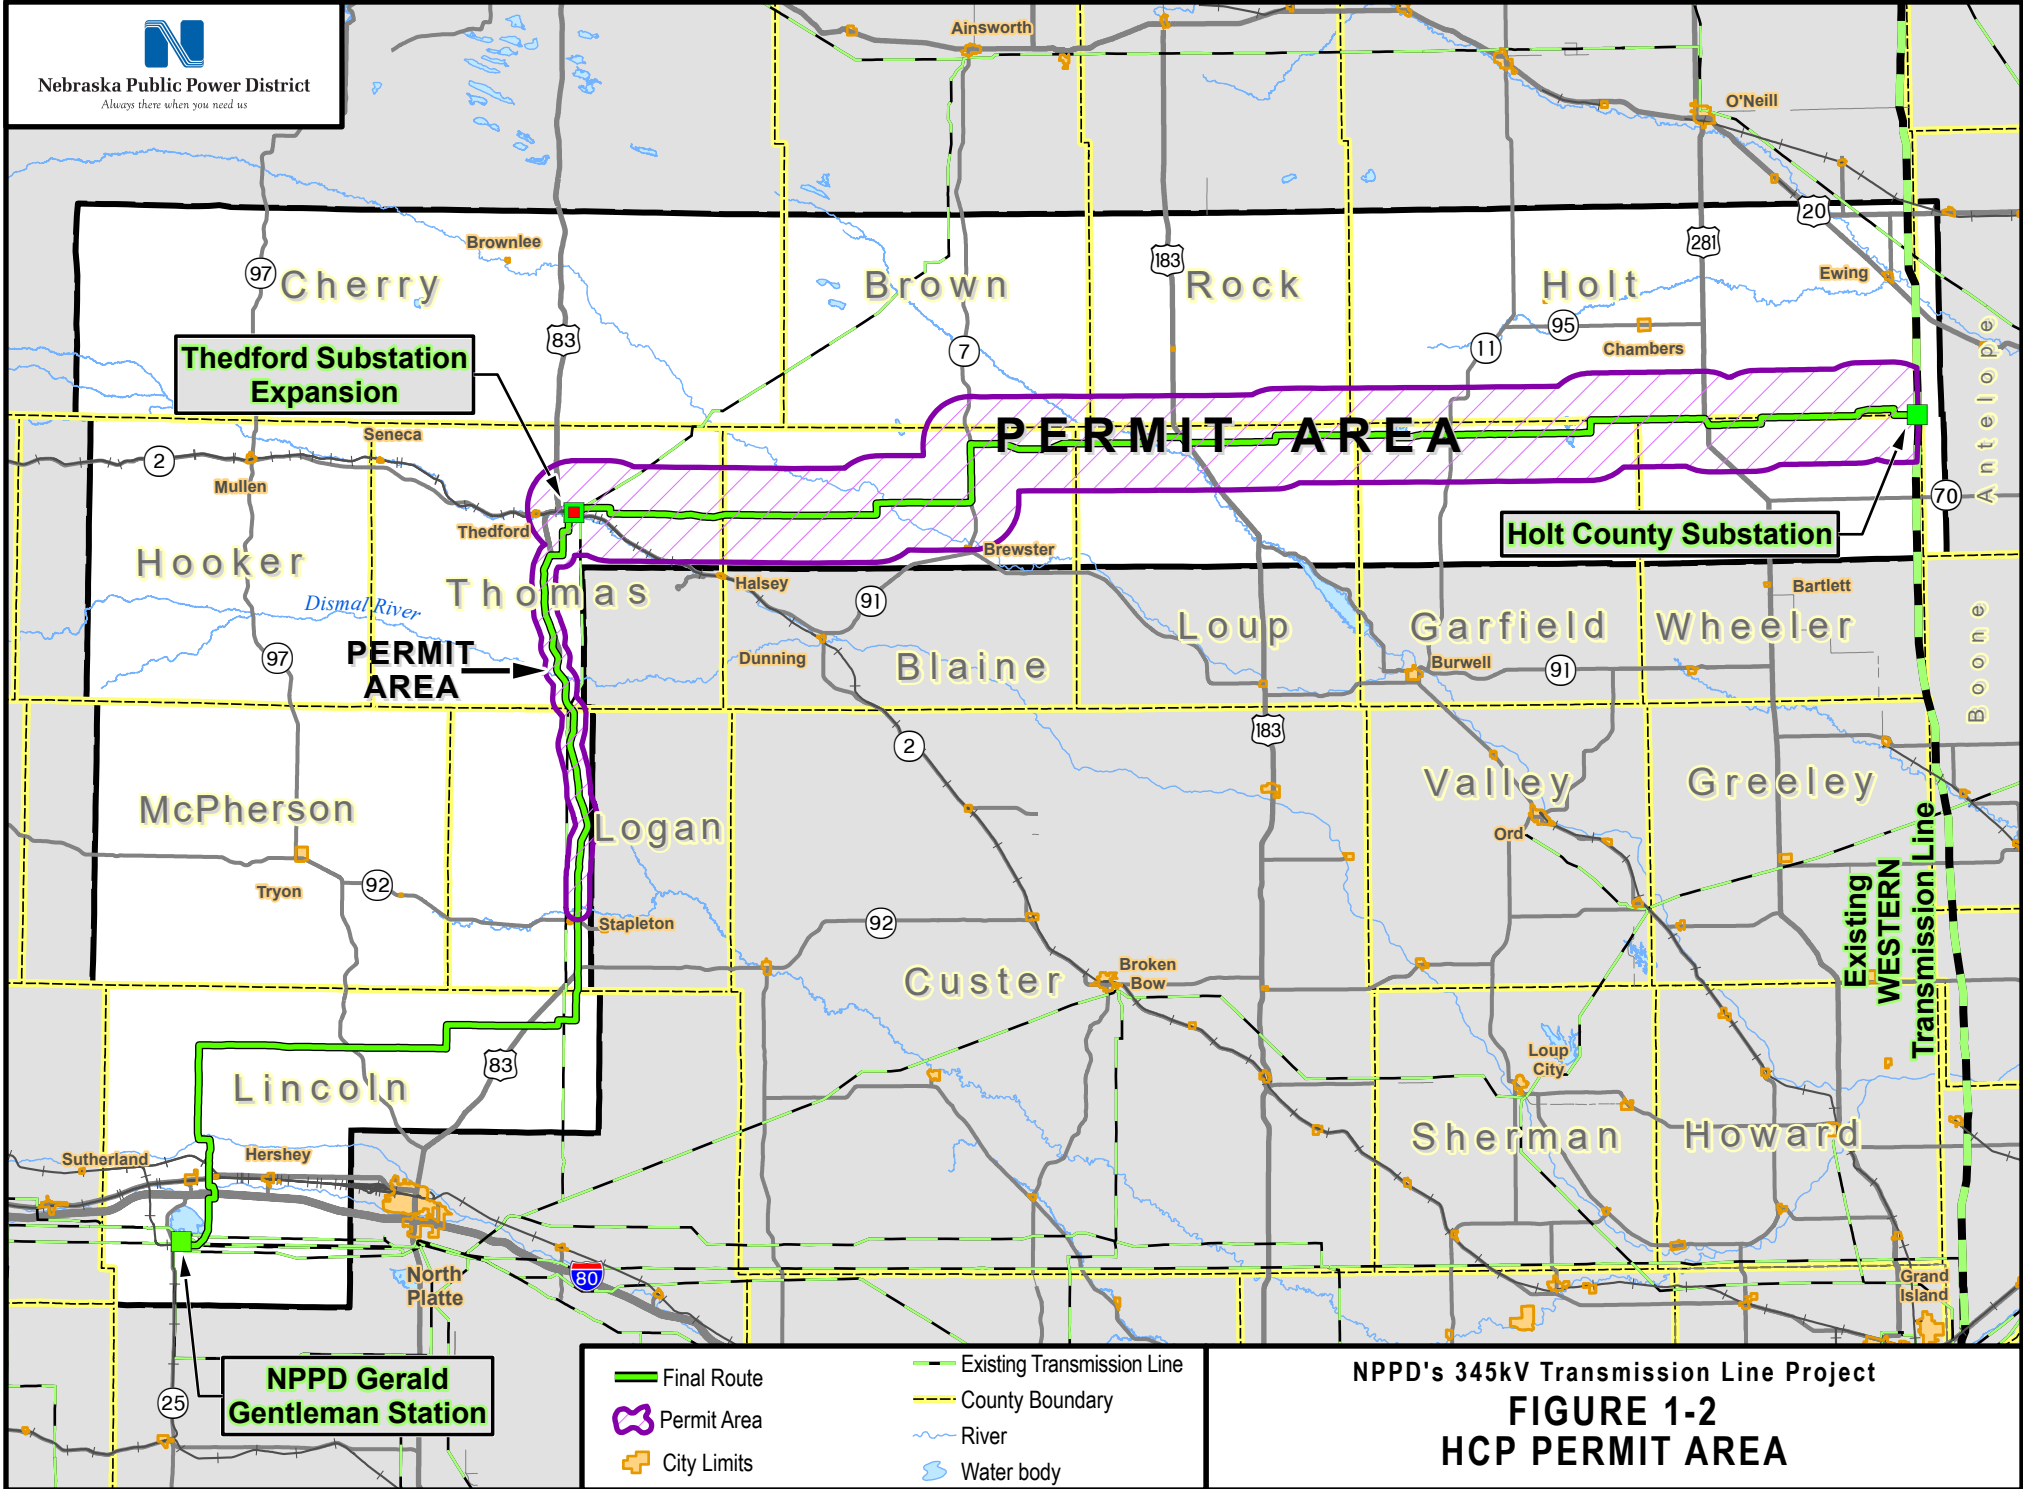 Nebraska Public Power District
Always there when you need us
Ainsworth
O'Neill
20
Brownlee
97
Cherry
Brown
183
Rock
281
Holt
Ewing
83
7
11
95
Chambers
Antelope
Thedford Substation
Expansion
PERMIT AREA
2
Seneca
Mullen
Thedford
70
Holt County Substation
Brewster
Hooker
Thomas
Halsey
91
Bartlett
Dismal River
Loup
Garfield
Wheeler
Boone
97
PERMIT
AREA
Dunning
Blaine
Burwell
91
183
2
McPherson
Logan
Valley
Greeley
Ord
Tryon
92
Stapleton
92
Custer
Broken
Bow
Existing
WESTERN
Transmission Line
83
Lincoln
Loup
City
Sherman
Howard
Sutherland
Hershey
North
Platte
80
Grand
Island
NPPD Gerald
Gentleman Station
25
Final Route
Permit Area
City Limits
Existing Transmission Line
County Boundary
River
Water body
NPPD's 345kV Transmission Line Project
FIGURE 1-2
HCP PERMIT AREA